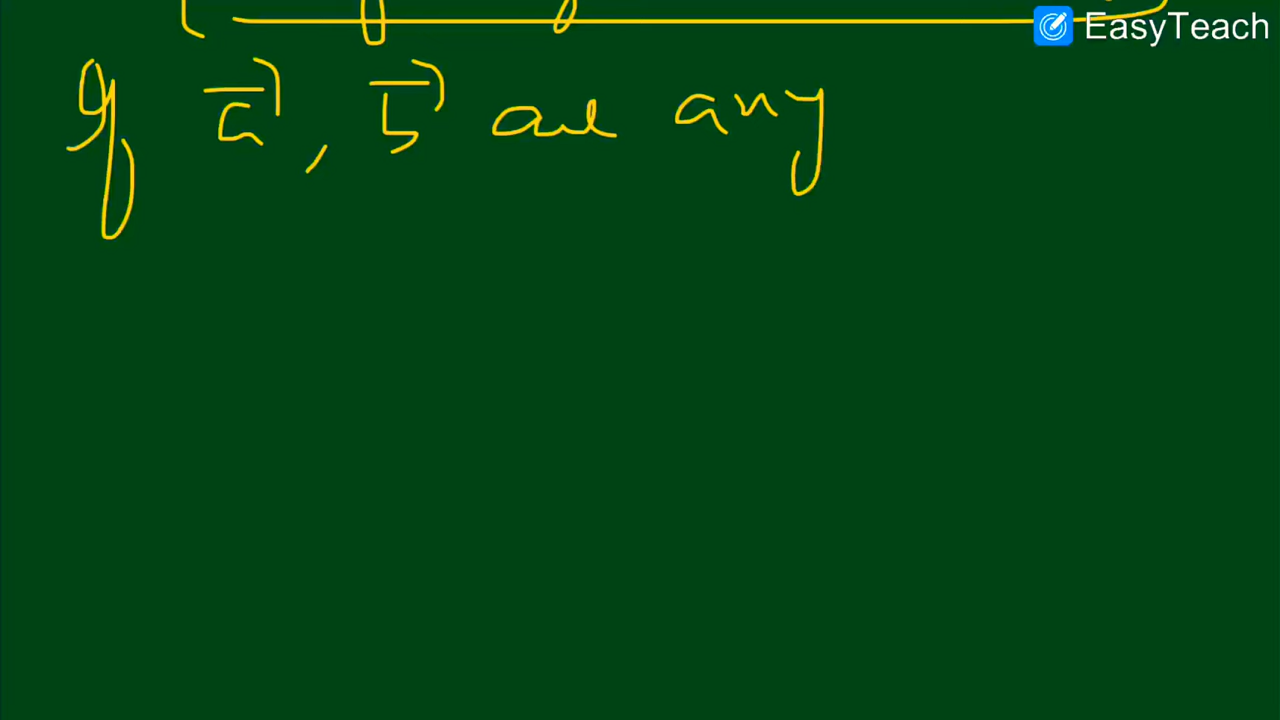 EasyTeach
If a⃗, b⃗ are any